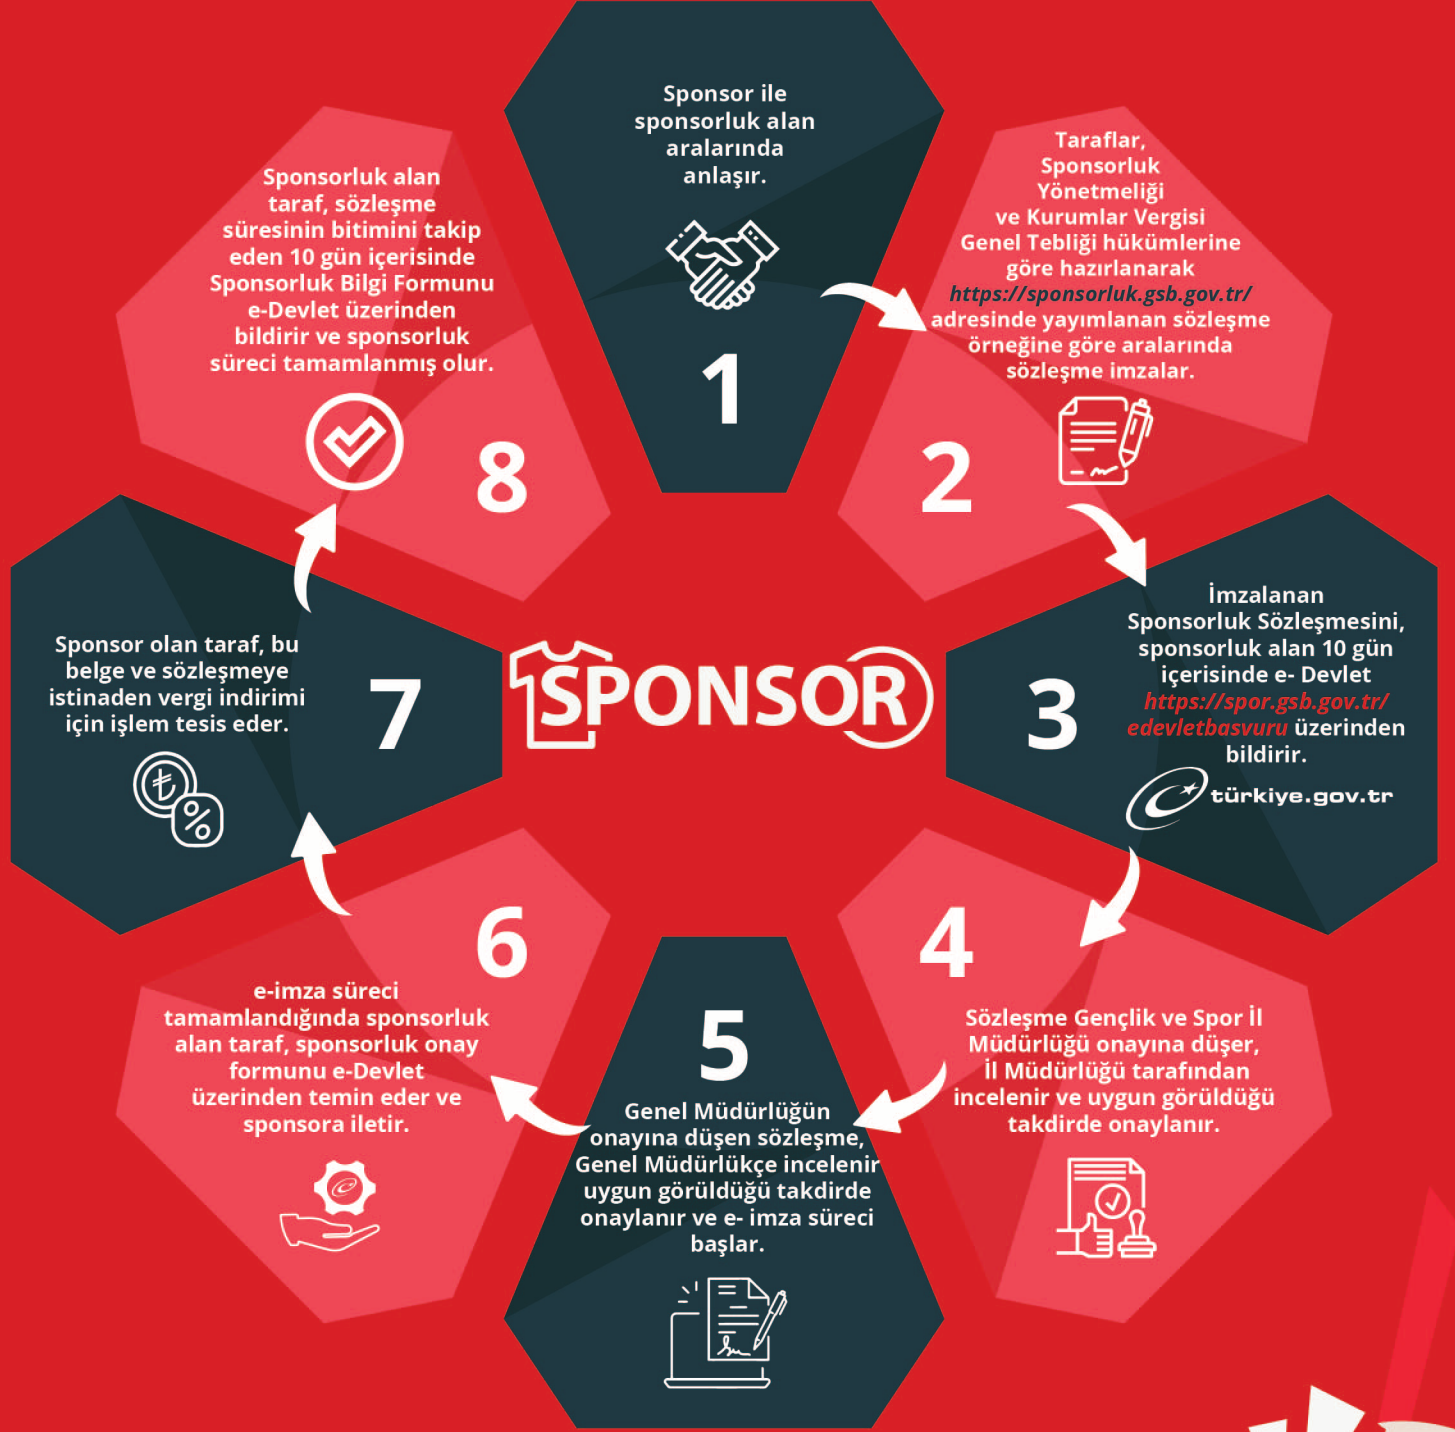 Sponsor ile
sponsorluk alan
aralarında
anlaşır.
1
Taraflar,
Sponsorluk
Yönetmeliği
ve Kurumlar Vergisi
Genel Tebliği hükümlerine
göre hazırlanarak
https://sponsorluk.gsb.gov.tr/
adresinde yayımlanan sözleşme
örneğine göre aralarında
sözleşme imzalar.
2
İmzalanan
Sponsorluk Sözleşmesini,
sponsorluk alan 10 gün
içerisinde e- Devlet
https://spor.gsb.gov.tr/
edevletbasvuru üzerinden
bildirir.
türkiye.gov.tr
3
4
Sözleşme Gençlik ve Spor İl
Müdürlüğü onayına düşer,
İl Müdürlüğü tarafından
incelenir ve uygun görüldüğü
takdirde onaylanır.
5
Genel Müdürlüğün
onayına düşen sözleşme,
Genel Müdürlükçe incelenir
uygun görüldüğü takdirde
onaylanır ve e- imza süreci
başlar.
6
e-imza süreci
tamamlandığında sponsorluk
alan taraf, sponsorluk onay
formunu e-Devlet
üzerinden temin eder ve
sponsora iletir.
7
Sponsor olan taraf, bu
belge ve sözleşmeye
istinaden vergi indirimi
için işlem tesis eder.
₺
%
8
Sponsorluk alan
taraf, sözleşme
süresinin bitimini takip
eden 10 gün içerisinde
Sponsorluk Bilgi Formunu
e-Devlet üzerinden
bildirir ve sponsorluk
süreci tamamlanmış olur.
SPONSOR